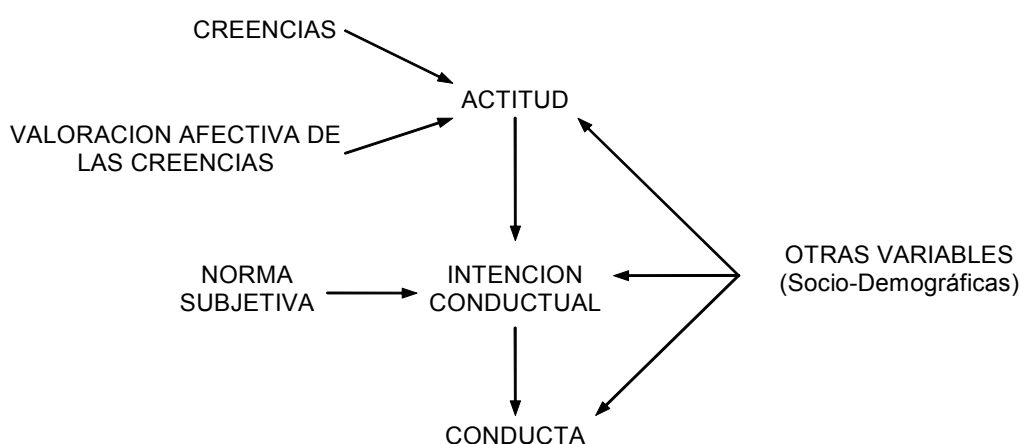 CREENCIAS
ACTITUD
VALORACION AFECTIVA DE
LAS CREENCIAS
NORMA
SUBJETIVA
INTENCION
CONDUCTUAL
OTRAS VARIABLES
(Socio-Demográficas)
CONDUCTA